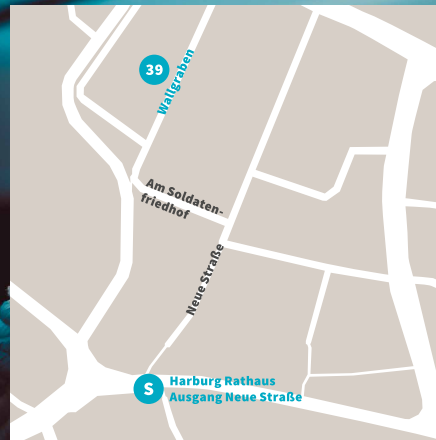 39
Wallgraben
Am Soldaten-
friedhof
Neue Straße
S
Harburg Rathaus
Ausgang Neue Straße